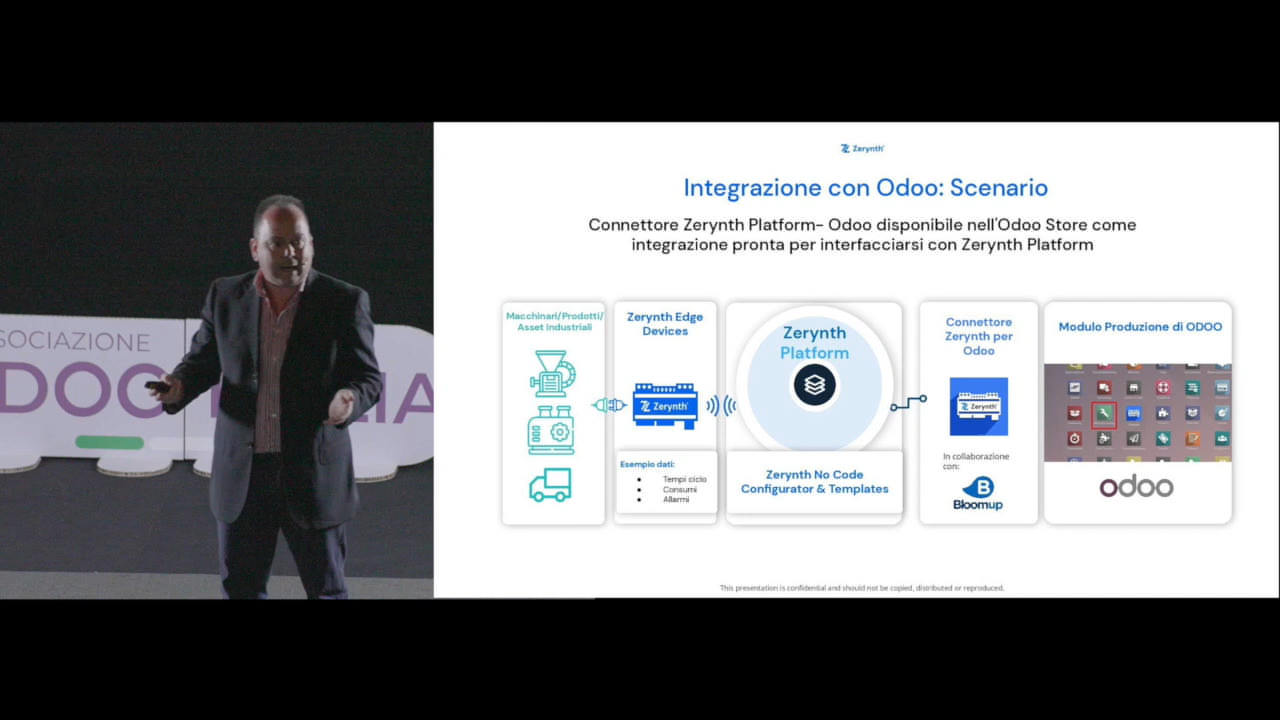 SOCIAZIONE
DOO
LIA
Zerynth
Integrazione con Odoo: Scenario
Connettore Zerynth Platform- Odoo disponibile nell'Odoo Store come
integrazione pronta per interfacciarsi con Zerynth Platform
Macchinari/Prodotti/
Asset Industriali
Zerynth Edge
Devices
Zerynth
Esempio dati:
● Tempi ciclo
● Consumi
● Allarmi
Zerynth
Platform
Zerynth No Code
Configurator & Templates
Connettore
Zerynth per
Odoo
Zerynth
In collaborazione
con:
Bloomup
Modulo Produzione di ODOO
odoo
This presentation is confidential and should not be copied, distributed or reproduced.